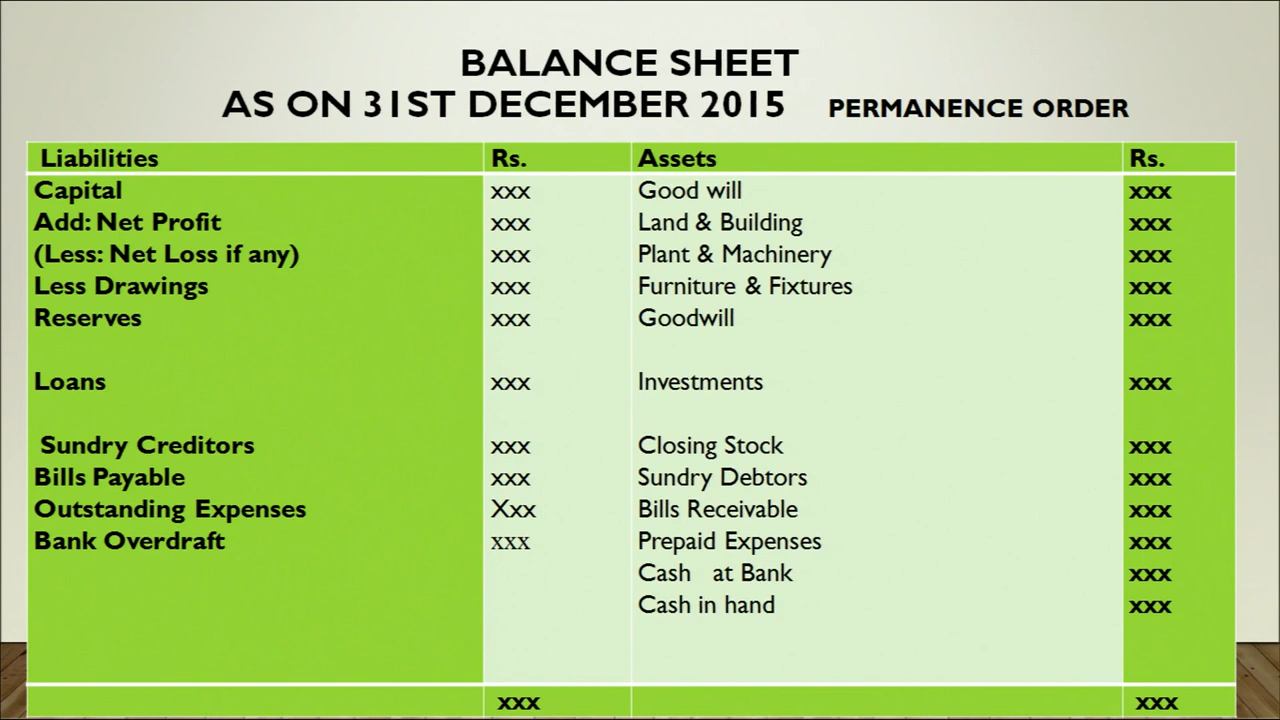 BALANCE SHEET
AS ON 31ST DECEMBER 2015 PERMANENCE ORDER
Liabilities Rs. Assets Rs.
Capital xxx Good will xxx
Add: Net Profit xxx Land & Building xxx
(Less: Net Loss if any) xxx Plant & Machinery xxx
Less Drawings xxx Furniture & Fixtures xxx
Reserves xxx Goodwill xxx
Loans xxx Investments xxx
Sundry Creditors xxx Closing Stock xxx
Bills Payable xxx Sundry Debtors xxx
Outstanding Expenses Xxx Bills Receivable xxx
Bank Overdraft xxx Prepaid Expenses xxx
Cash at Bank xxx
Cash in hand xxx
xxx xxx